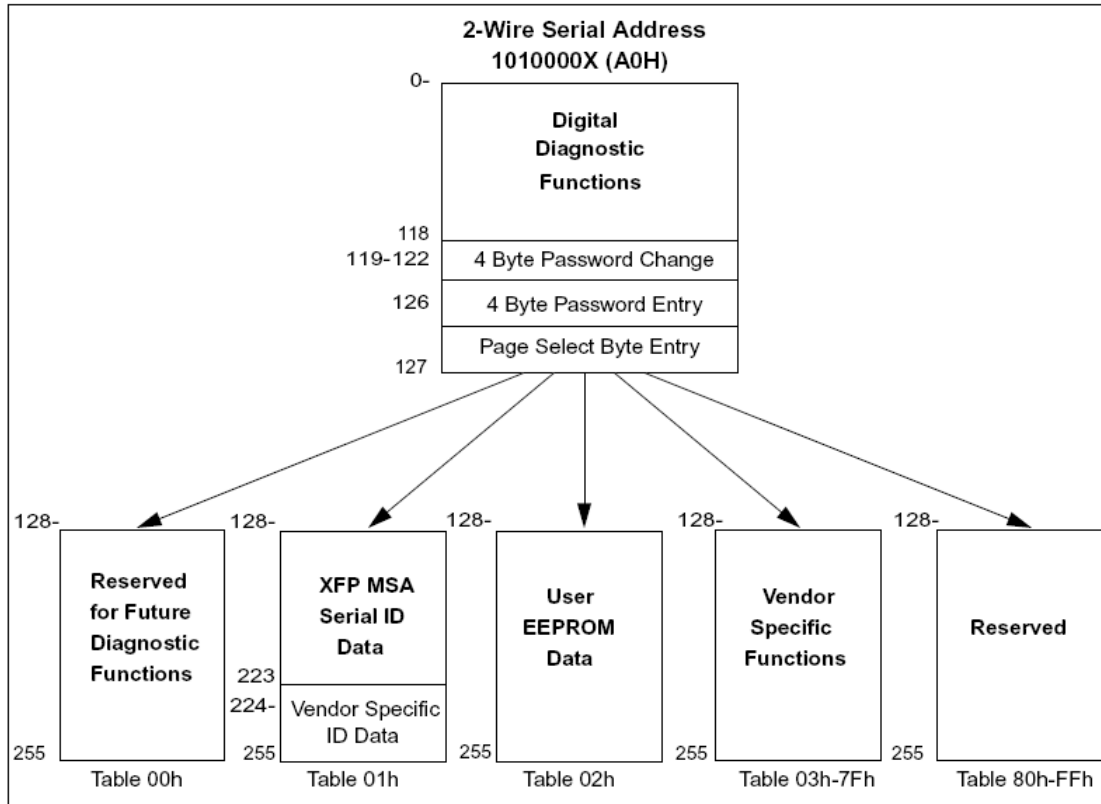 2-Wire Serial Address
1010000X (A0H)
0-
Digital
Diagnostic
Functions
118
119-122
4 Byte Password Change
126
4 Byte Password Entry
Page Select Byte Entry
127
128-
Reserved
for Future
Diagnostic
Functions
255
Table 00h
128-
XFP MSA
Serial ID
Data
223
224-
Vendor Specific
ID Data
255
Table 01h
128-
User
EEPROM
Data
255
Table 02h
128-
Vendor
Specific
Functions
255
Table 03h-7Fh
128-
Reserved
255
Table 80h-FFh